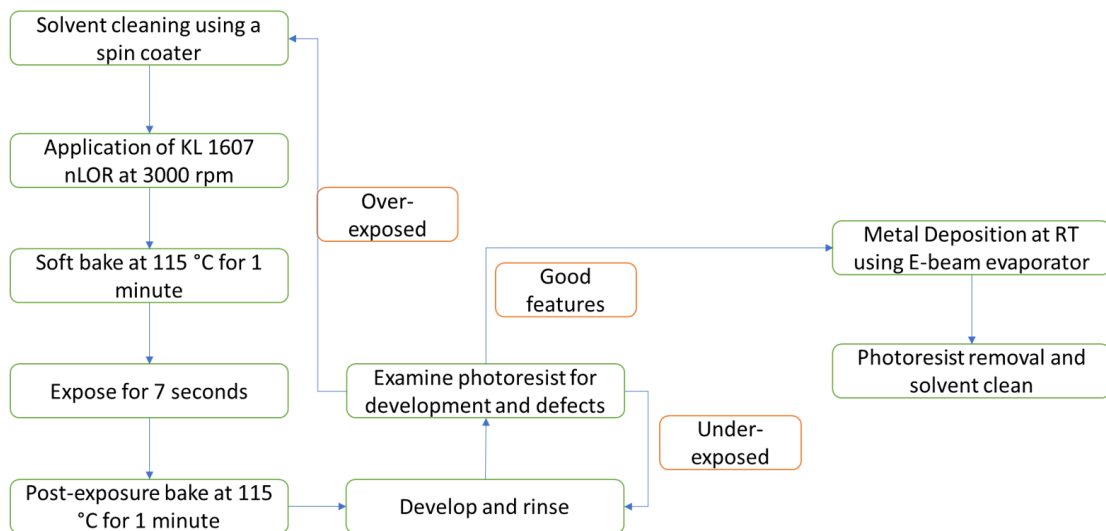 Solvent cleaning using a
spin coater
Application of KL 1607
nLOR at 3000 rpm
Soft bake at 115 °C for 1
minute
Expose for 7 seconds
Post-exposure bake at 115
°C for 1 minute
Develop and rinse
Examine photoresist for
development and defects
Over-
exposed
Good
features
Under-
exposed
Metal Deposition at RT
using E-beam evaporator
Photoresist removal and
solvent clean